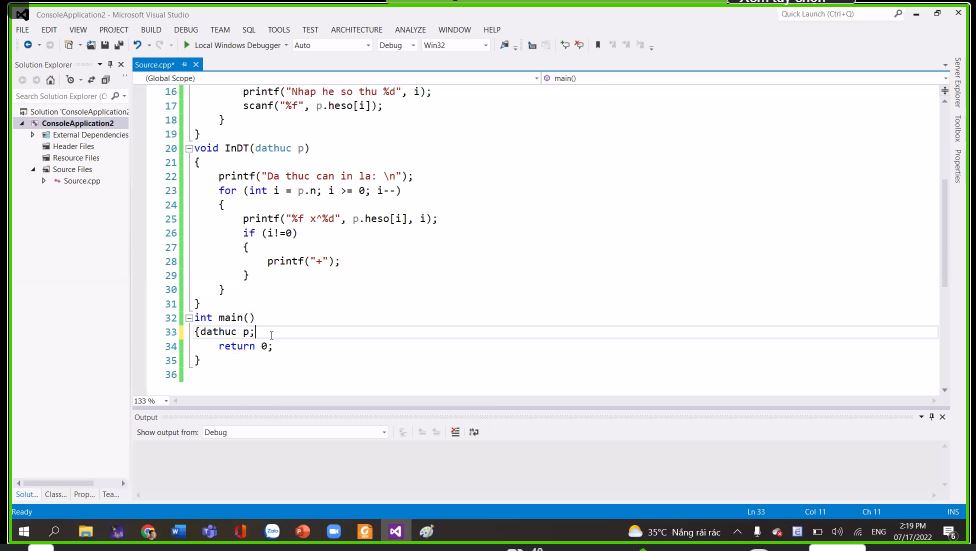 Xem tùy chọn
ConsoleApplication2 - Microsoft Visual Studio
Quick Launch (Ctrl+Q)
FILE EDIT VIEW PROJECT BUILD DEBUG TEAM SQL TOOLS TEST ARCHITECTURE ANALYZE WINDOW HELP
Local Windows Debugger Auto Debug Win32
Solution Explorer
Source.cpp*
(Global Scope) main()
Search Solution Explorer (C
Solution 'ConsoleApplication2
ConsoleApplication2
External Dependencies
Header Files
Resource Files
Source Files
Source.cpp
16 printf("Nhap he so thu %d", i);
17 scanf("%f", p.heso[i]);
18 }
19 }
20 void InDT(dathuc p)
21 {
22 printf("Da thuc can in la: \n");
23 for (int i = p.n; i >= 0; i--)
24 {
25 printf("%f x^%d", p.heso[i], i);
26 if (i!=0)
27 {
28 printf("+");
29 }
30 }
31 }
32 int main()
33 {dathuc p;
34 return 0;
35 }
36
133 %
Server Explorer
Toolbox
Properties
Output
Show output from: Debug
Solut... Class... Prop... Tea...
Ready
Ln 33 Col 11 Ch 11 INS
Zalo
35°C Nắng rải rác
ENG
2:19 PM
07/17/2022
6